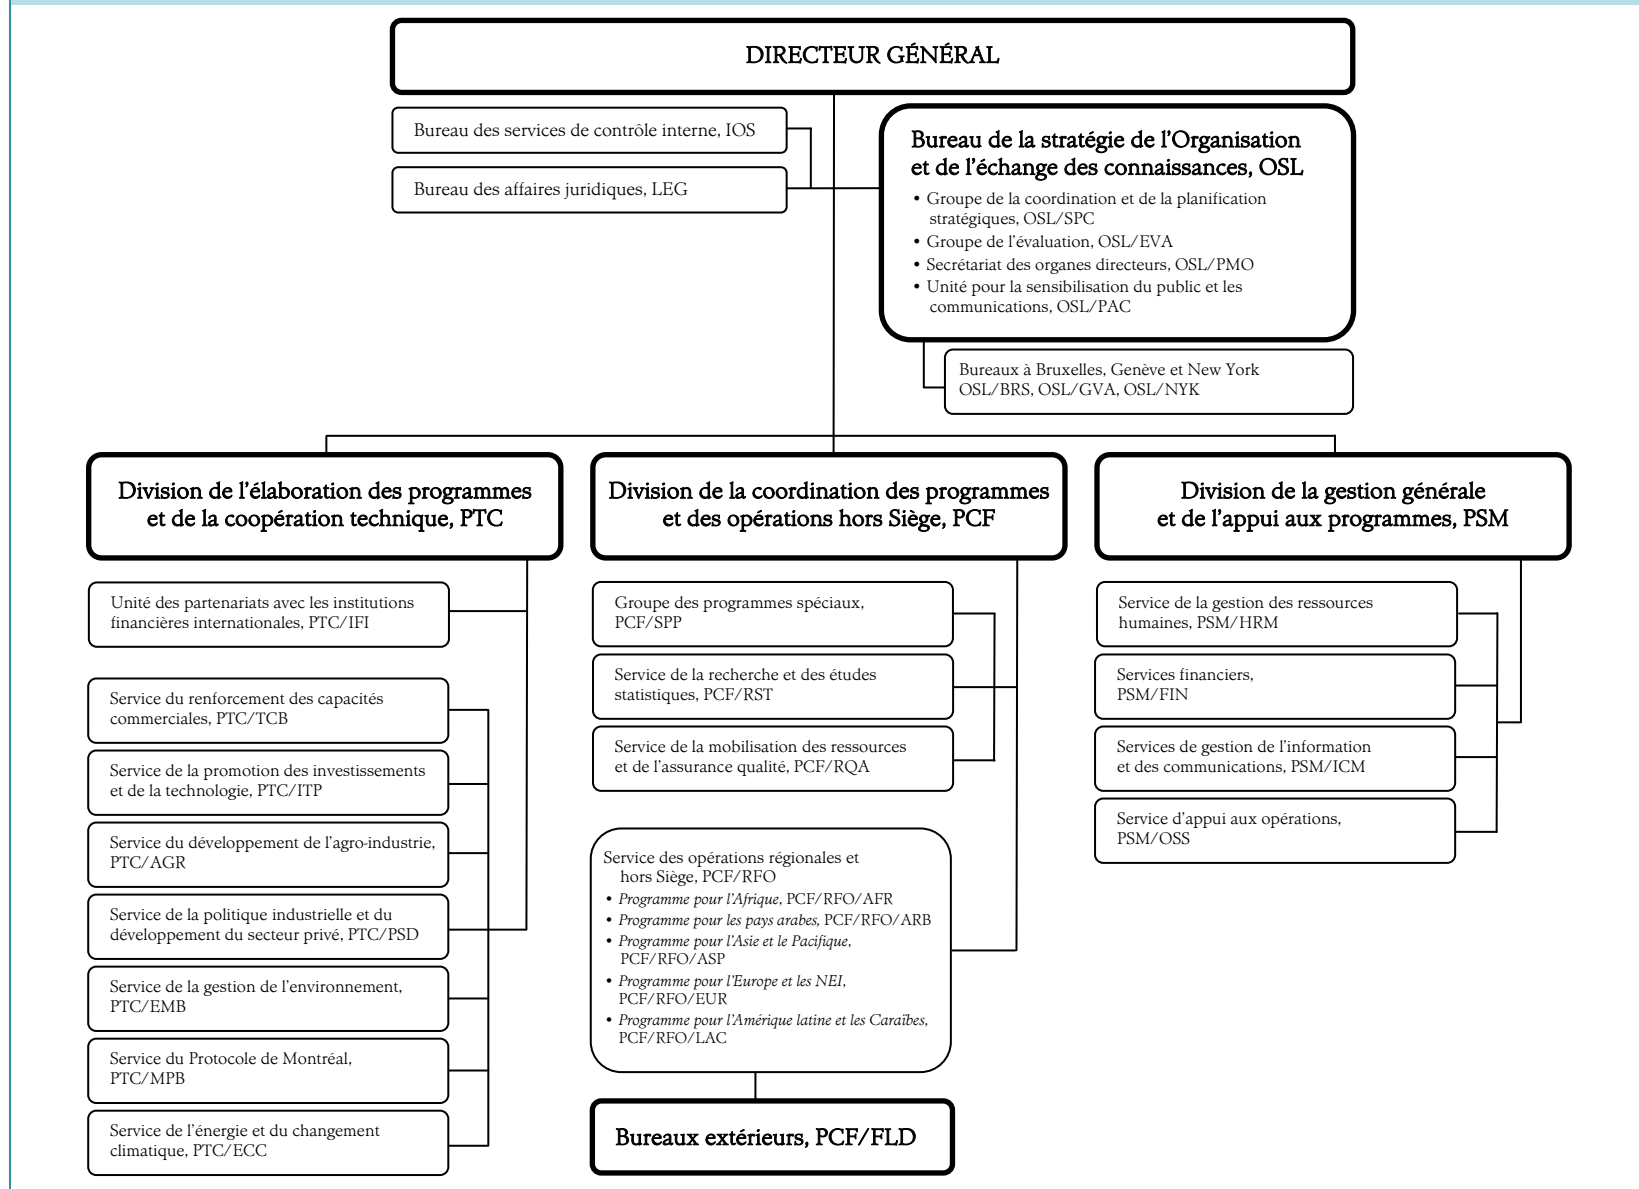 DIRECTEUR GÉNÉRAL
Bureau des services de contrôle interne, IOS
Bureau des affaires juridiques, LEG
Bureau de la stratégie de l'Organisation
et de l'échange des connaissances, OSL
• Groupe de la coordination et de la planification
stratégiques, OSL/SPC
• Groupe de l'évaluation, OSL/EVA
• Secrétariat des organes directeurs, OSL/PMO
• Unité pour la sensibilisation du public et les
communications, OSL/PAC
Bureaux à Bruxelles, Genève et New York
OSL/BRS, OSL/GVA, OSL/NYK
Division de l'élaboration des programmes
et de la coopération technique, PTC
Unité des partenariats avec les institutions
financières internationales, PTC/IFI
Service du renforcement des capacités
commerciales, PTC/TCB
Service de la promotion des investissements
et de la technologie, PTC/ITP
Service du développement de l'agro-industrie,
PTC/AGR
Service de la politique industrielle et du
développement du secteur privé, PTC/PSD
Service de la gestion de l'environnement,
PTC/EMB
Service du Protocole de Montréal,
PTC/MPB
Service de l'énergie et du changement
climatique, PTC/ECC
Division de la coordination des programmes
et des opérations hors Siège, PCF
Groupe des programmes spéciaux,
PCF/SPP
Service de la recherche et des études
statistiques, PCF/RST
Service de la mobilisation des ressources
et de l'assurance qualité, PCF/RQA
Service des opérations régionales et
hors Siège, PCF/RFO
• Programme pour l'Afrique, PCF/RFO/AFR
• Programme pour les pays arabes, PCF/RFO/ARB
• Programme pour l'Asie et le Pacifique,
PCF/RFO/ASP
• Programme pour l'Europe et les NEI,
PCF/RFO/EUR
• Programme pour l'Amérique latine et les Caraïbes,
PCF/RFO/LAC
Bureaux extérieurs, PCF/FLD
Division de la gestion générale
et de l'appui aux programmes, PSM
Service de la gestion des ressources
humaines, PSM/HRM
Services financiers,
PSM/FIN
Services de gestion de l'information
et des communications, PSM/ICM
Service d'appui aux opérations,
PSM/OSS